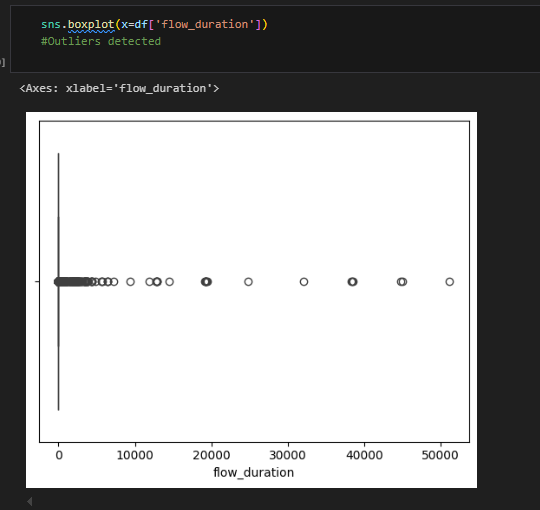 sns.boxplot(x=df['flow_duration'])
#Outliers detected
]
<Axes: xlabel='flow_duration'>
0 10000 20000 30000 40000 50000
flow_duration